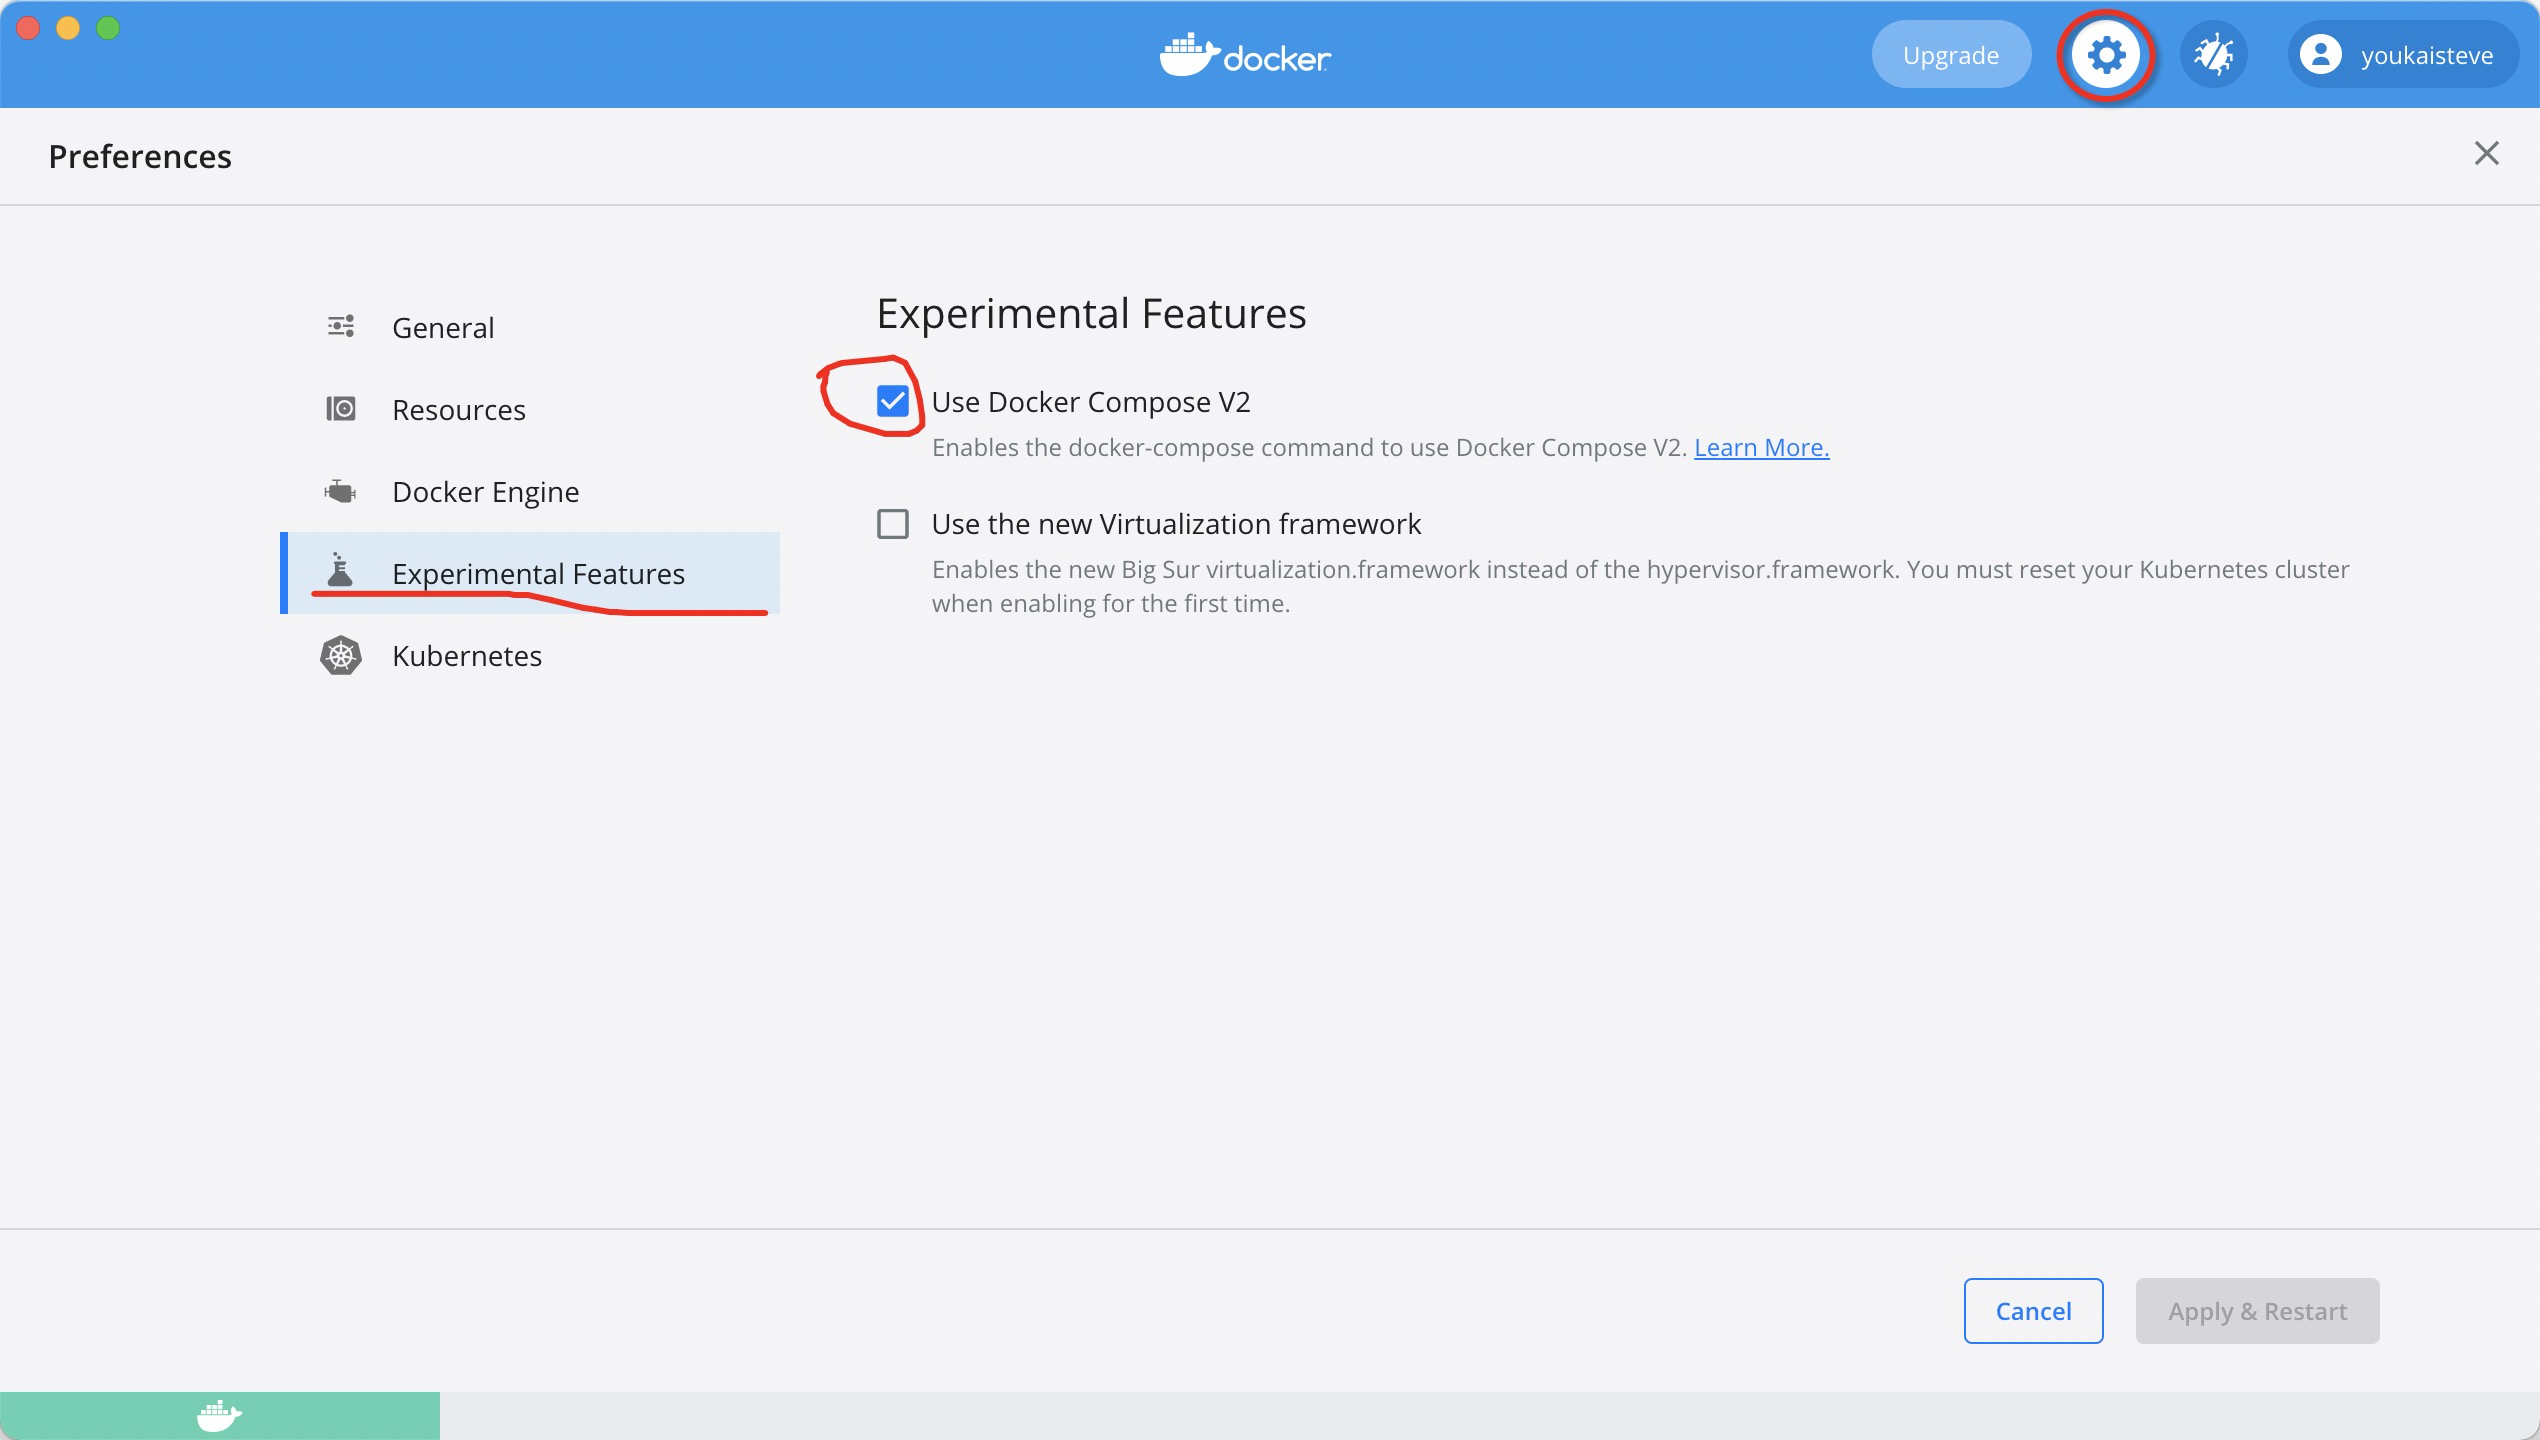 docker
Upgrade
youkaisteve
Preferences
General
Resources
Docker Engine
Experimental Features
Kubernetes
Experimental Features
Use Docker Compose V2
Enables the docker-compose command to use Docker Compose V2. Learn More.
Use the new Virtualization framework
Enables the new Big Sur virtualization.framework instead of the hypervisor.framework. You must reset your Kubernetes cluster
when enabling for the first time.
Cancel
Apply & Restart